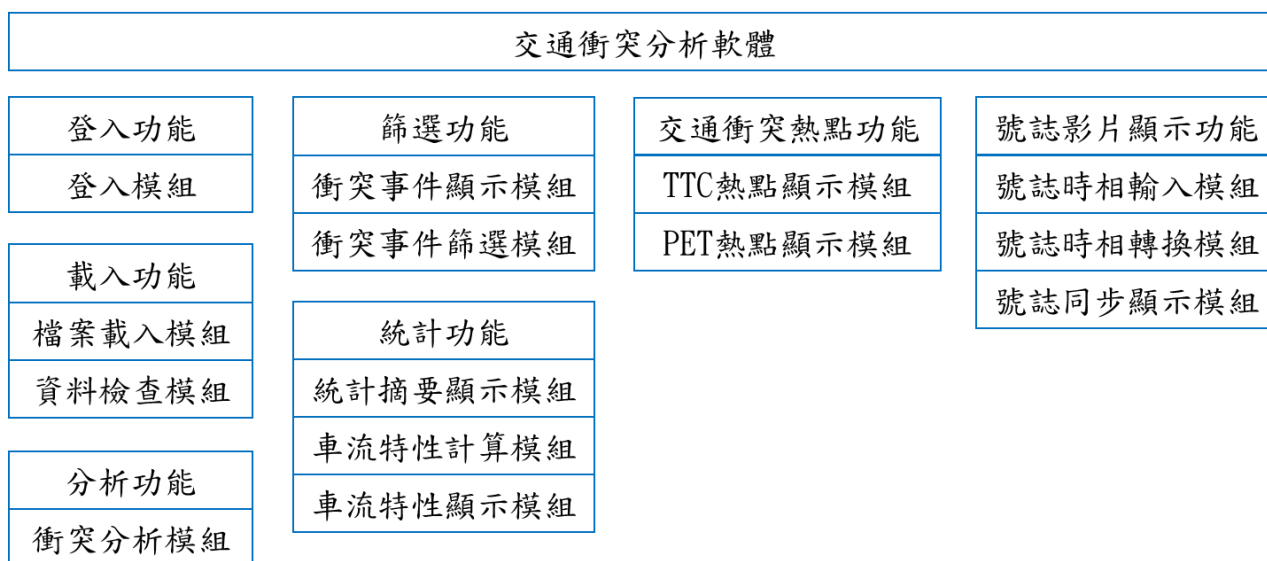 交通衝突分析軟體
登入功能
登入模組
載入功能
檔案載入模組
資料檢查模組
分析功能
衝突分析模組
篩選功能
衝突事件顯示模組
衝突事件篩選模組
統計功能
統計摘要顯示模組
車流特性計算模組
車流特性顯示模組
交通衝突熱點功能
TTC熱點顯示模組
PET熱點顯示模組
號誌影片顯示功能
號誌時相輸入模組
號誌時相轉換模組
號誌同步顯示模組